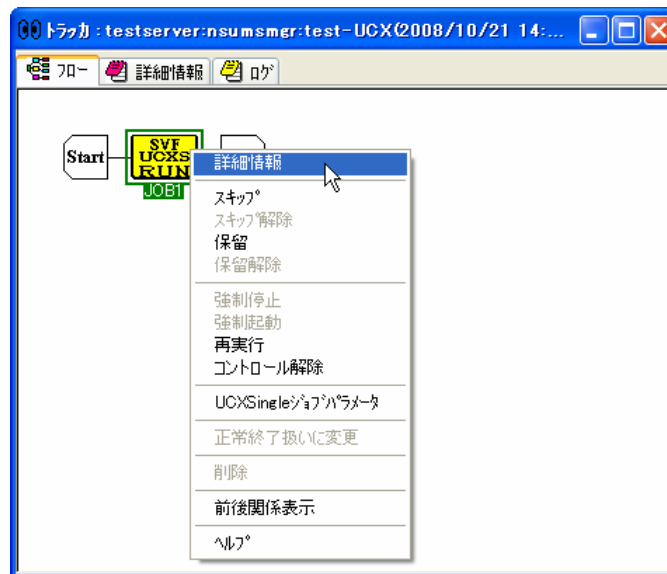 トラッカ : testserver:nsumsmgr:test-UCX(2008/10/21 14:...
フロー 詳細情報 ログ
Start
SVF
UCXS
RUN
JOB1
詳細情報
スキップ
スキップ解除
保留
保留解除
強制停止
強制起動
再実行
コントロール解除
UCXSingleジョブパラメータ
正常終了扱いに変更
削除
前後関係表示
ヘルプ